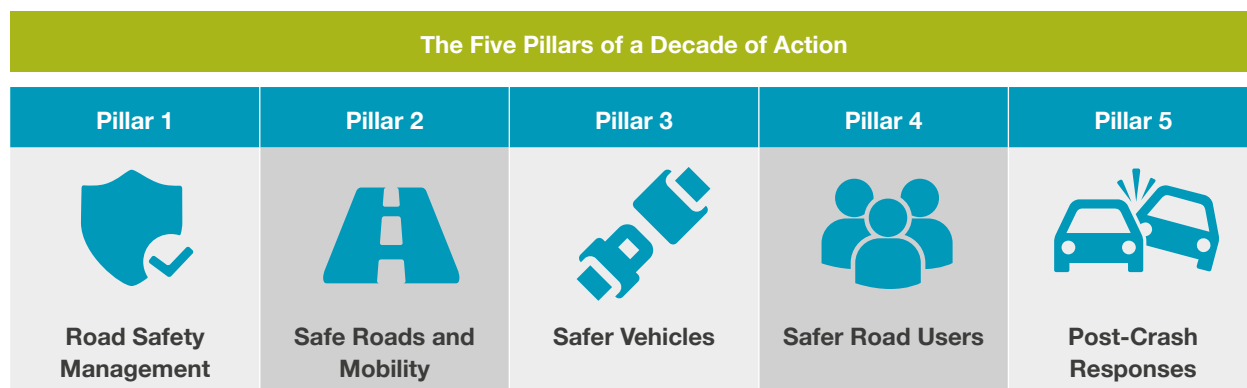 The Five Pillars of a Decade of Action
Pillar 1
Pillar 2
Pillar 3
Pillar 4
Pillar 5
Road Safety
Management
Safe Roads and
Mobility
Safer Vehicles
Safer Road Users
Post-Crash
Responses